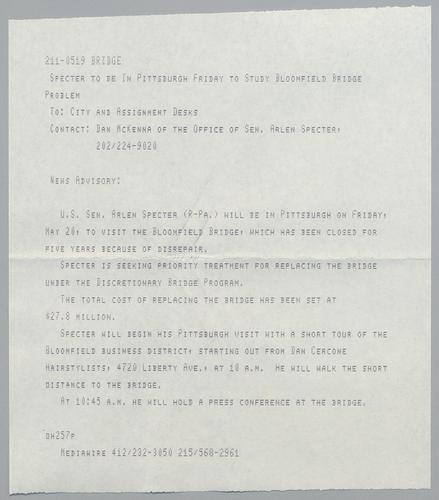 211-0519 BRIDGE
Specter to be In Pittsburgh Friday to Study Bloomfield Bridge
Problem
To: City and Assignment Desks
Contact: Dan McKenna of the Office of Sen. Arlen Specter,
202/224-9020
News Advisory:
U.S. Sen. Arlen Specter (R-Pa.) will be in Pittsburgh on Friday,
May 20, to visit the Bloomfield Bridge, which has been closed for
five years because of disrepair.
Specter is seeking priority treatment for replacing the bridge
under the Discretionary Bridge Program.
The total cost of replacing the bridge has been set at
$27.8 million.
Specter will begin his Pittsburgh visit with a short tour of the
Bloomfield business district, starting out from Dan Cercone
Hairstylists, 4720 Liberty Ave., at 10 a.m. He will walk the short
distance to the bridge.
At 10:45 a.m. he will hold a press conference at the bridge.
DH257P
Mediawire 412/232-3050 215/568-2961